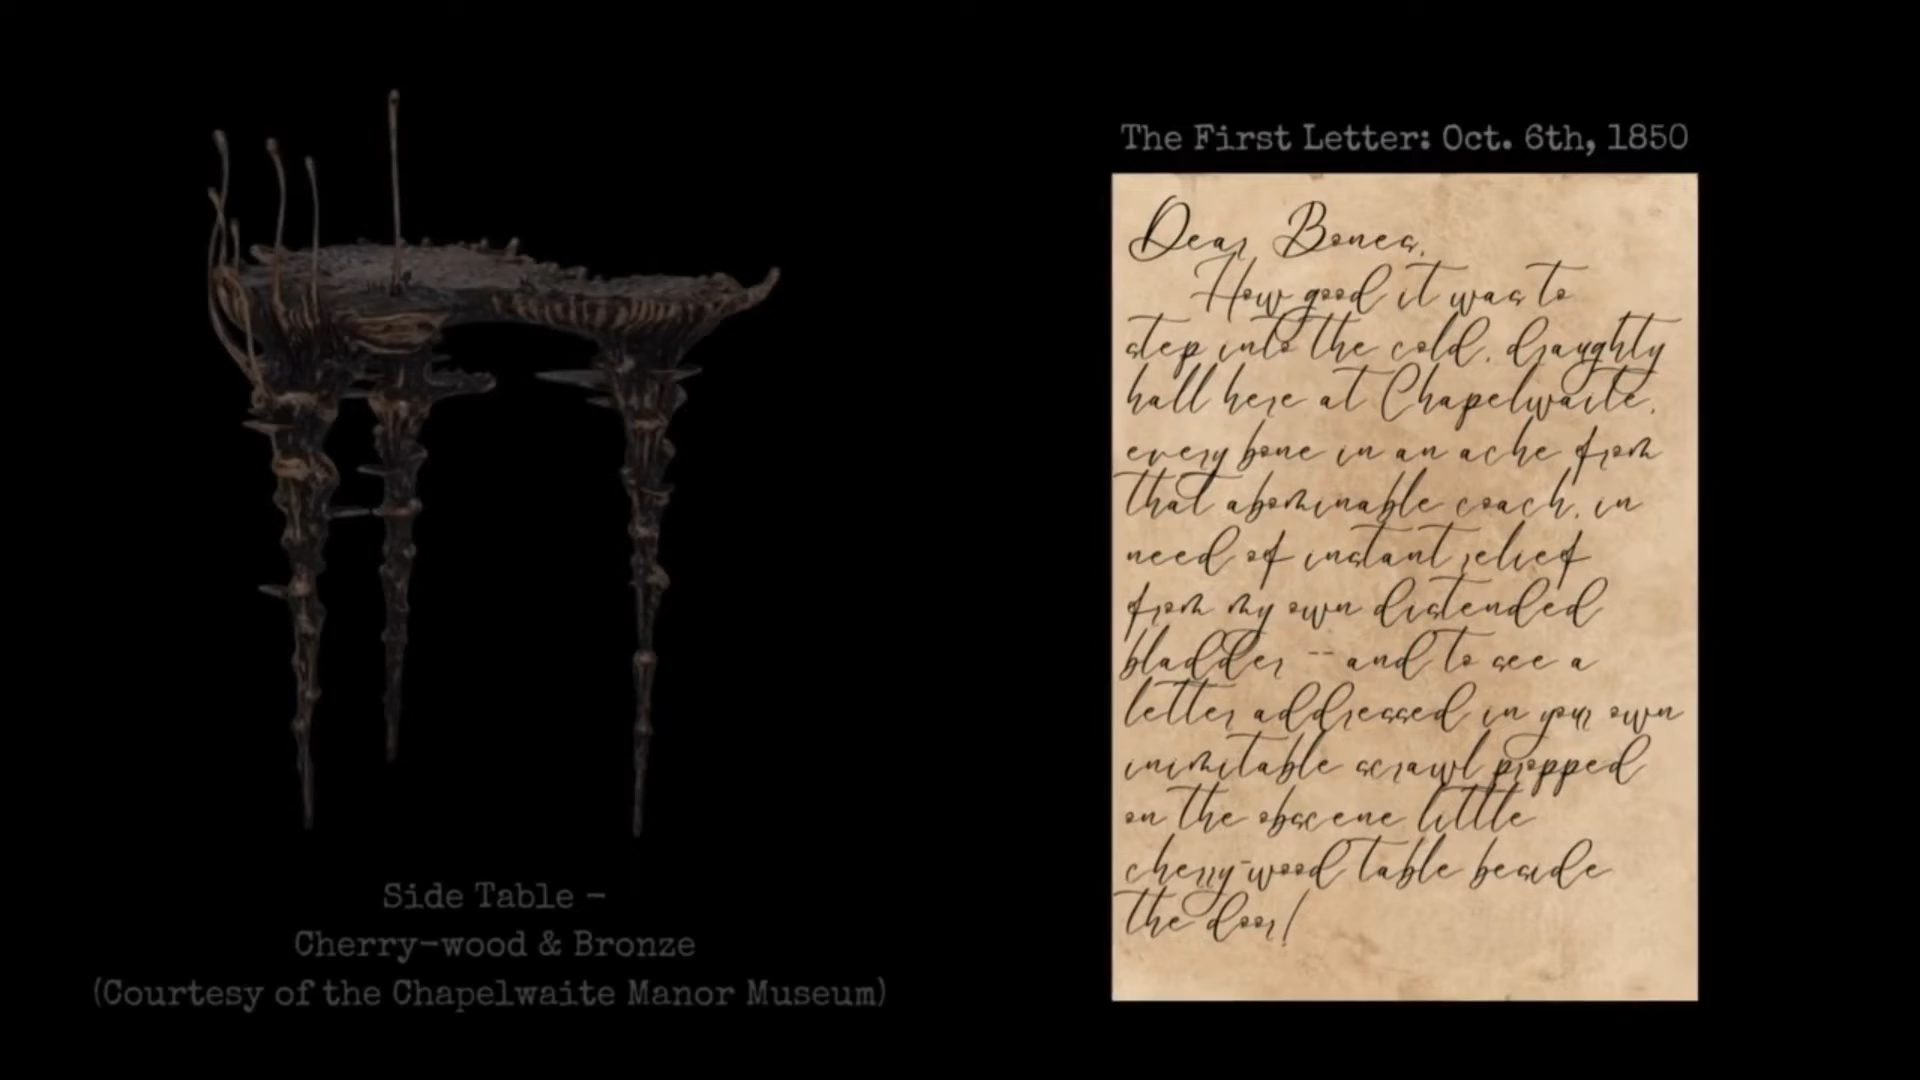 The First Letter: Oct. 6th, 1850
Dear Bones,
How good it was to
step into the cold, draughty
hall here at Chapelwaite,
every bone in an ache from
that abominable coach, in
need of instant relief
from my own distended
bladder -- and to see a
letter addressed in your own
inimitable scrawl propped
on the obscene little
cherry-wood table beside
the door!
Side Table -
Cherry-wood & Bronze
(Courtesy of the Chapelwaite Manor Museum)